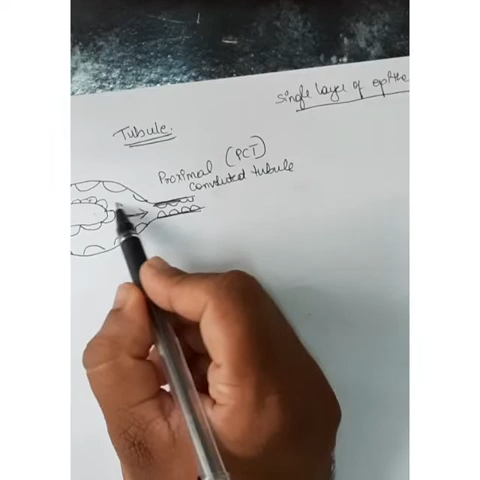 Single layer of epithe
Tubule.
Proximal (PCT)
Convoluted tubule